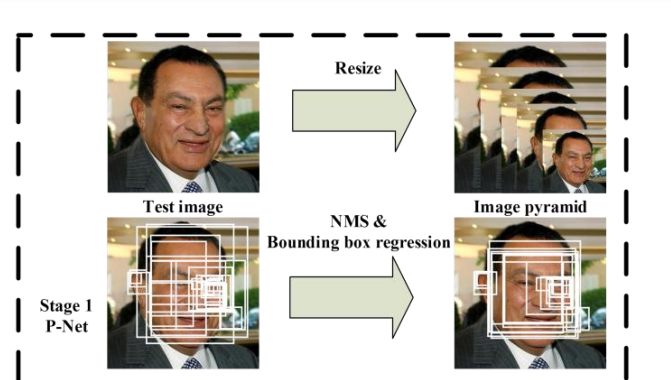 Resize
Test image
Image pyramid
NMS &
Bounding box regression
Stage 1
P-Net